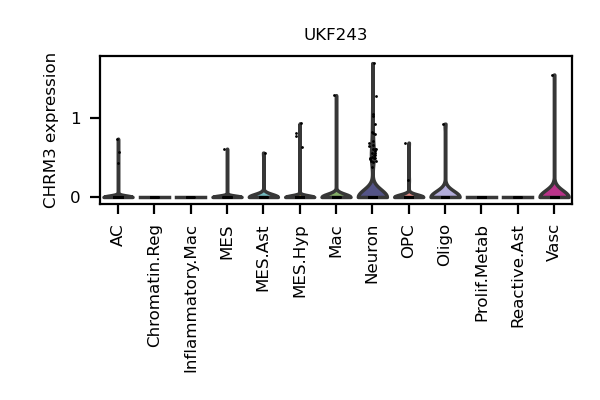 UKF243
CHRM3 expression
1
0
AC
Chromatin.Reg
Inflammatory.Mac
MES
MES.Ast
MES.Hyp
Mac
Neuron
OPC
Oligo
Prolif.Metab
Reactive.Ast
Vasc